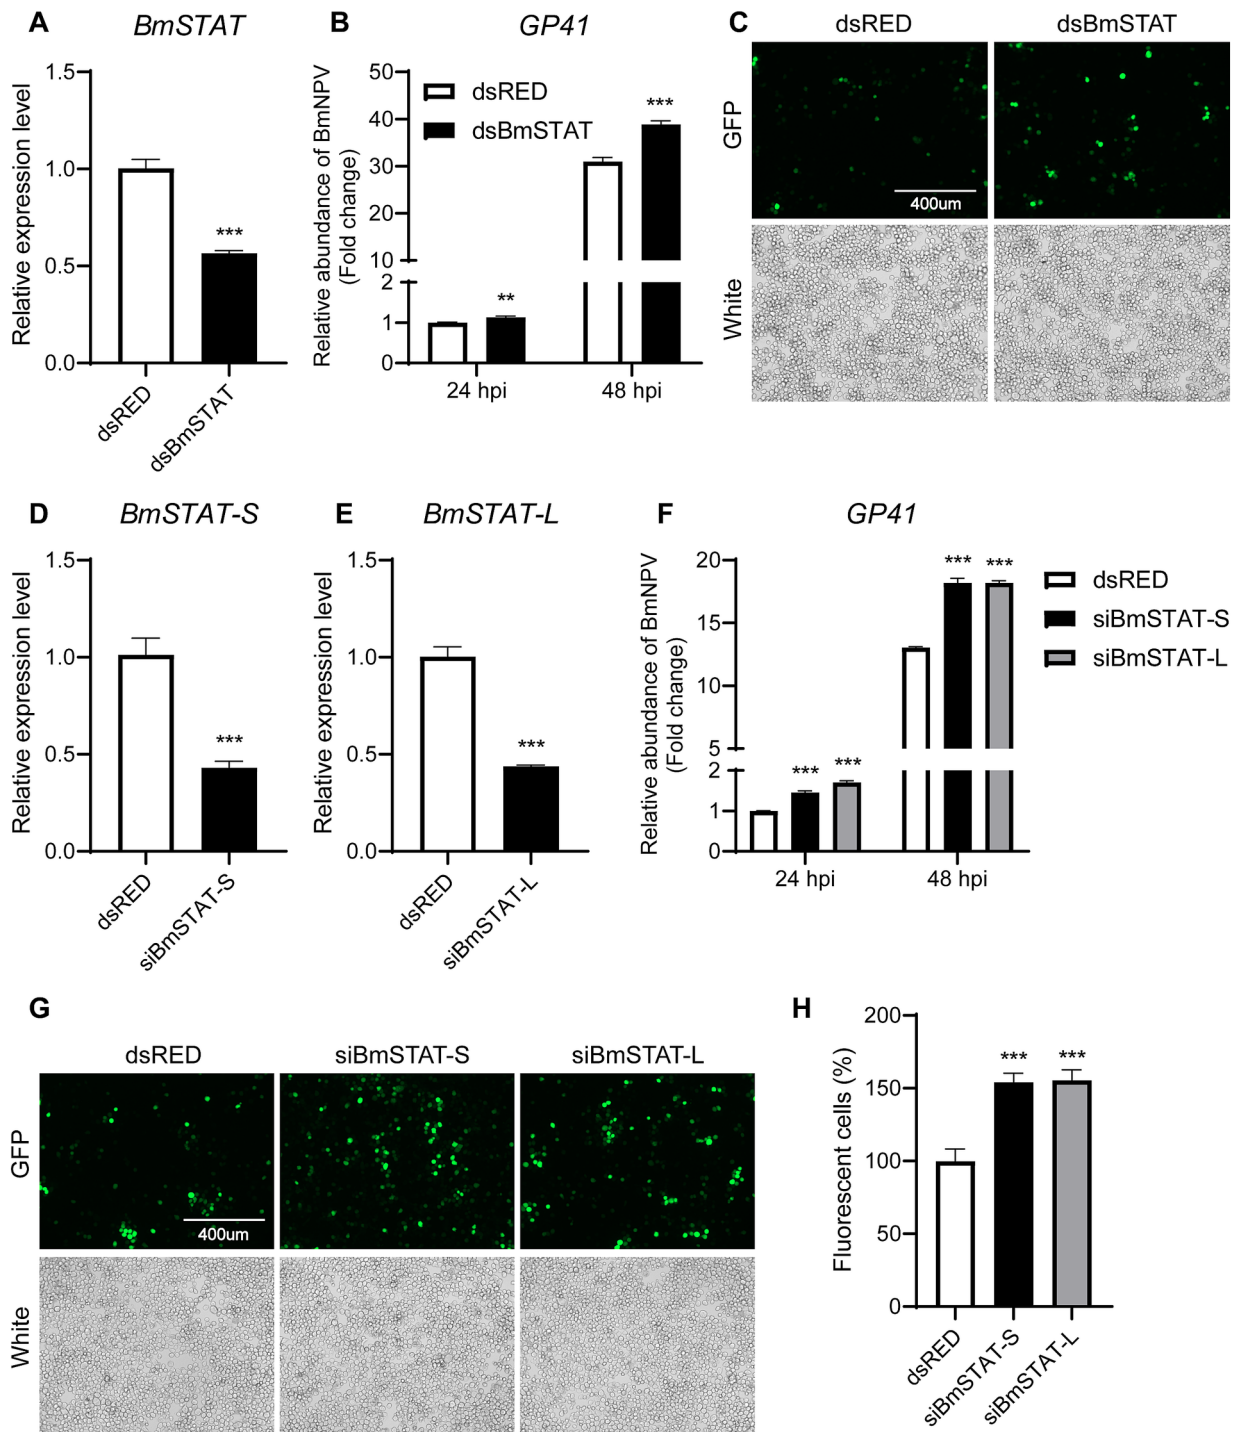 A
BmSTAT
Relative expression level
1.5
1.0
0.5
0.0
***
dsRED
dsBmSTAT
B
GP41
Relative abundance of BmNPV
(Fold change)
50
40
30
20
10
2
1
0
dsRED
dsBmSTAT
**
***
24 hpi
48 hpi
C
dsRED
dsBmSTAT
GFP
400um
White
D
BmSTAT-S
Relative expression level
1.5
1.0
0.5
0.0
***
dsRED
siBmSTAT-S
E
BmSTAT-L
Relative expression level
1.5
1.0
0.5
0.0
***
dsRED
siBmSTAT-L
F
GP41
Relative abundance of BmNPV
(Fold change)
20
15
10
5
2
1
0
*** ***
*** ***
24 hpi
48 hpi
dsRED
siBmSTAT-S
siBmSTAT-L
G
dsRED
siBmSTAT-S
siBmSTAT-L
GFP
400um
White
H
Fluorescent cells (%)
200
150
100
50
0
*** ***
dsRED
siBmSTAT-S
siBmSTAT-L